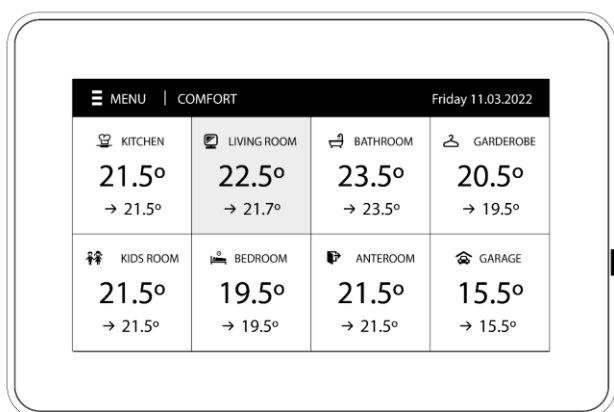 MENU | COMFORT Friday 11.03.2022
KITCHEN LIVING ROOM BATHROOM GARDEROBE
21.5º 22.5º 23.5º 20.5º
→ 21.5º → 21.7º → 23.5º → 19.5º
KIDS ROOM BEDROOM ANTEROOM GARAGE
21.5º 19.5º 21.5º 15.5º
→ 21.5º → 19.5º → 21.5º → 15.5º